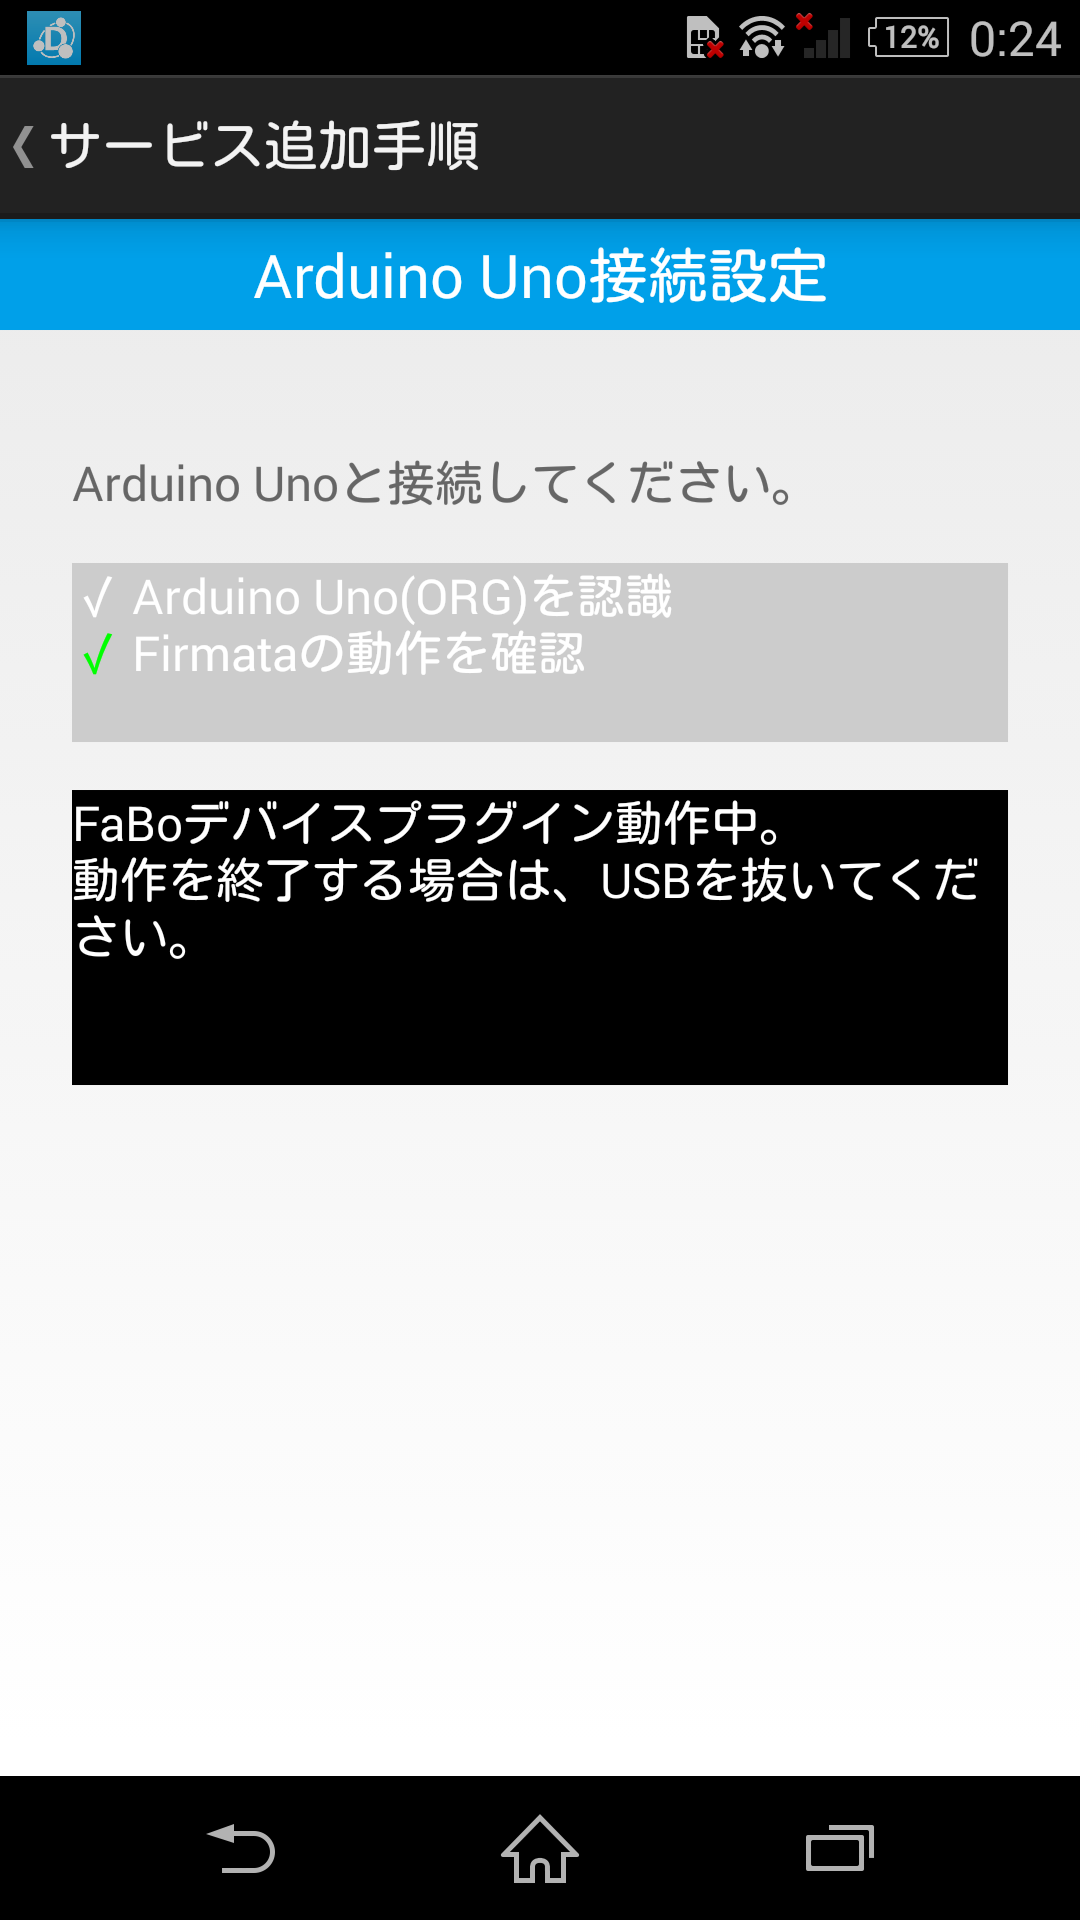 12% 0:24
サービス追加手順
Arduino Uno接続設定
Arduino Unoと接続してください。
√ Arduino Uno(ORG)を認識
√ Firmataの動作を確認
FaBoデバイスプラグイン動作中。
動作を終了する場合は、USBを抜いてくだ
さい。